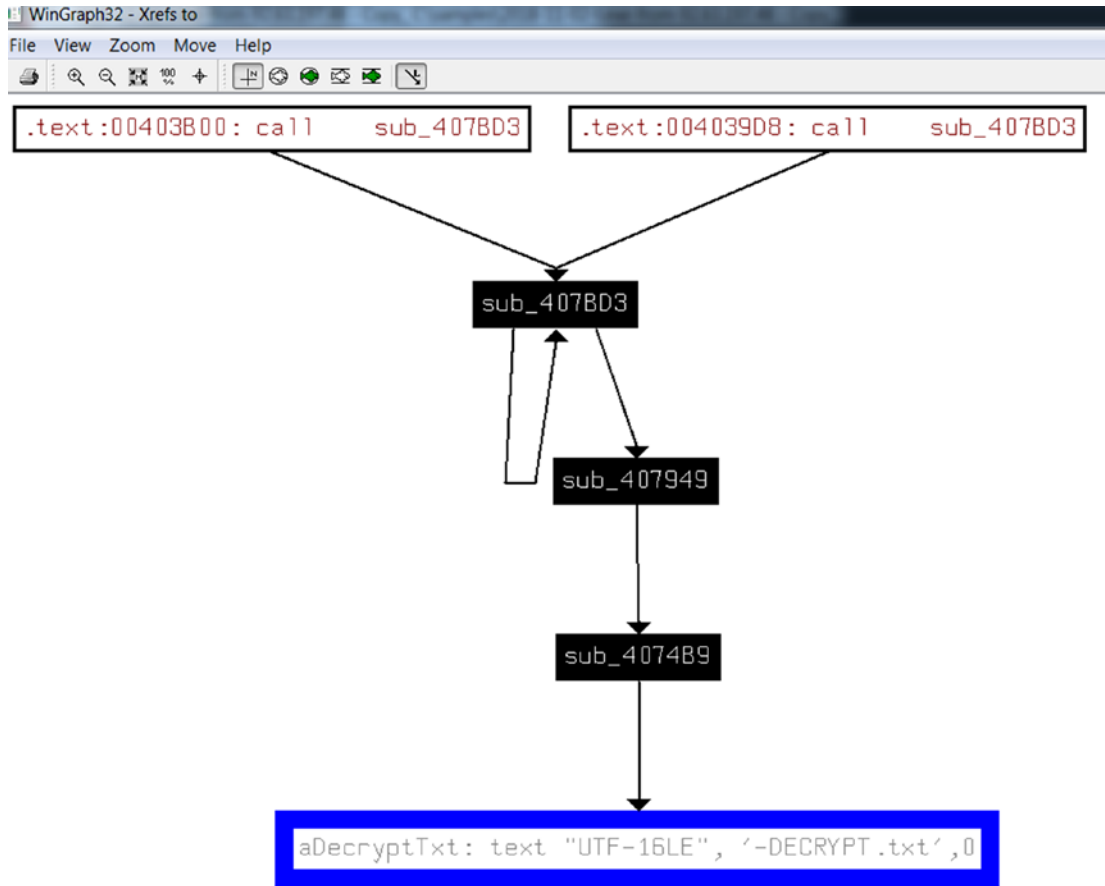 WinGraph32 - Xrefs to
File View Zoom Move Help
100 % N
.text:00403B00: call sub_407BD3
.text:004039D8: call sub_407BD3
sub_407BD3
sub_407949
sub_4074B9
aDecryptTxt: text "UTF-16LE", '-DECRYPT.txt',0